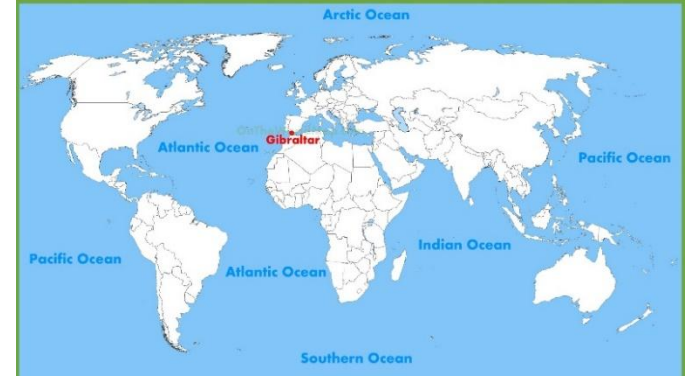 Arctic Ocean
Gibraltar
Atlantic Ocean
Pacific Ocean
Indian Ocean
Pacific Ocean
Atlantic Ocean
Southern Ocean